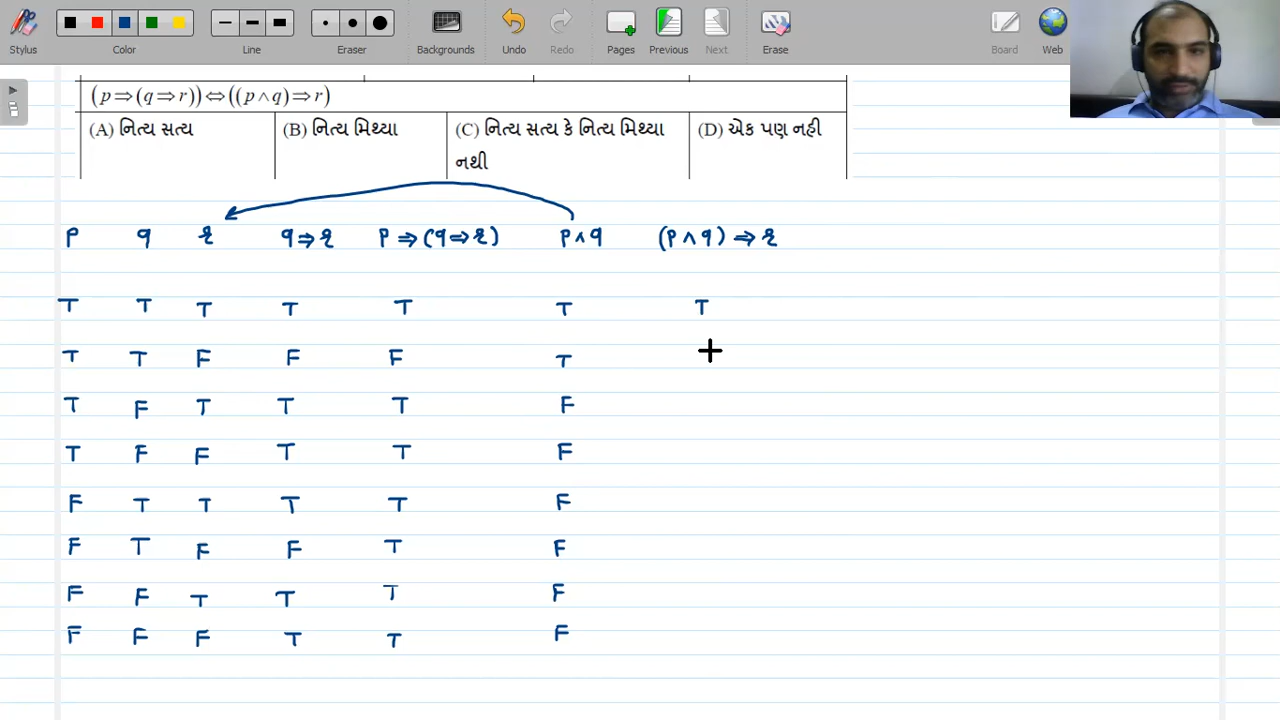 Stylus Color Line Eraser Backgrounds Undo Redo Pages Previous Next Erase Board Web
(p⇒(q⇒r))⇔((p∧q)⇒r)
(A) નિત્ય સત્ય (B) નિત્ય મિથ્યા (C) નિત્ય સત્ય કે નિત્ય મિથ્યા (D) એક પણ નહી
નથી
p q r q⇒r p⇒(q⇒r) p∧q (p∧q)⇒r
T T T T T T T
T T F F F T
T F T T T F
T F F T T F
F T T T T F
F T F F T F
F F T T T F
F F F T T F